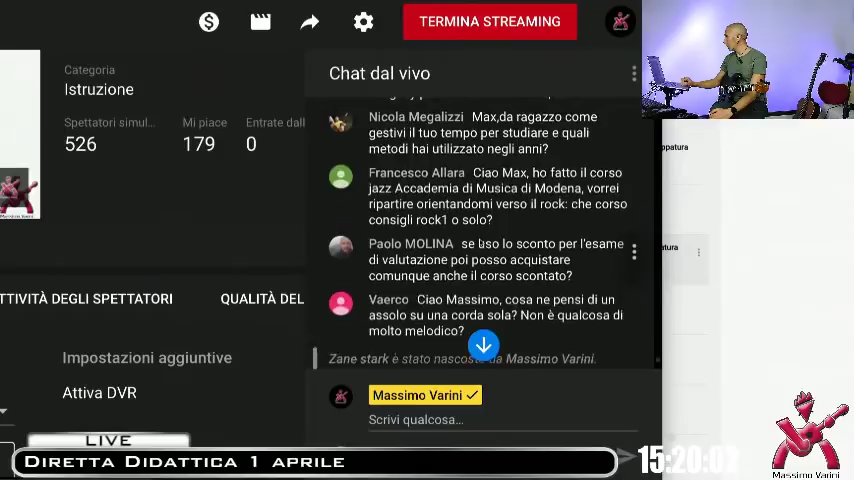 TERMINA STREAMING
Categoria
Istruzione
Spettatori simul...
Mi piace
Entrate dall
526
179
0
Chat dal vivo
Nicola Megalizzi Max,da ragazzo come
gestivi il tuo tempo per studiare e quali
metodi hai utilizzato negli anni?
Francesco Allara Ciao Max, ho fatto il corso
jazz Accademia di Musica di Modena, vorrei
ripartire orientandomi verso il rock: che corso
consigli rock1 o solo?
Paolo MOLINA se uso lo sconto per l'esame
di valutazione poi posso acquistare
comunque anche il corso scontato?
Vaerco Ciao Massimo, cosa ne pensi di un
assolo su una corda sola? Non è qualcosa di
molto melodico?
Zane stark è stato nascosto da Massimo Varini.
Massimo Varini
Scrivi qualcosa...
TTIVITÀ DEGLI SPETTATORI
QUALITÀ DEL
Impostazioni aggiuntive
Attiva DVR
ppatura
atura
LIVE
DIRETTA DIDATTICA 1 APRILE
15:20:02
Massimo Varini